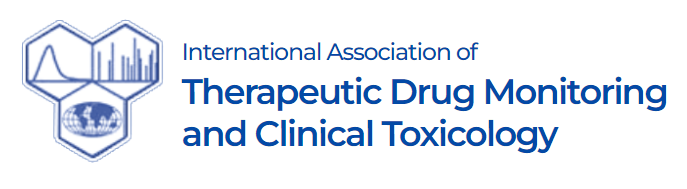 International Association of
Therapeutic Drug Monitoring
and Clinical Toxicology